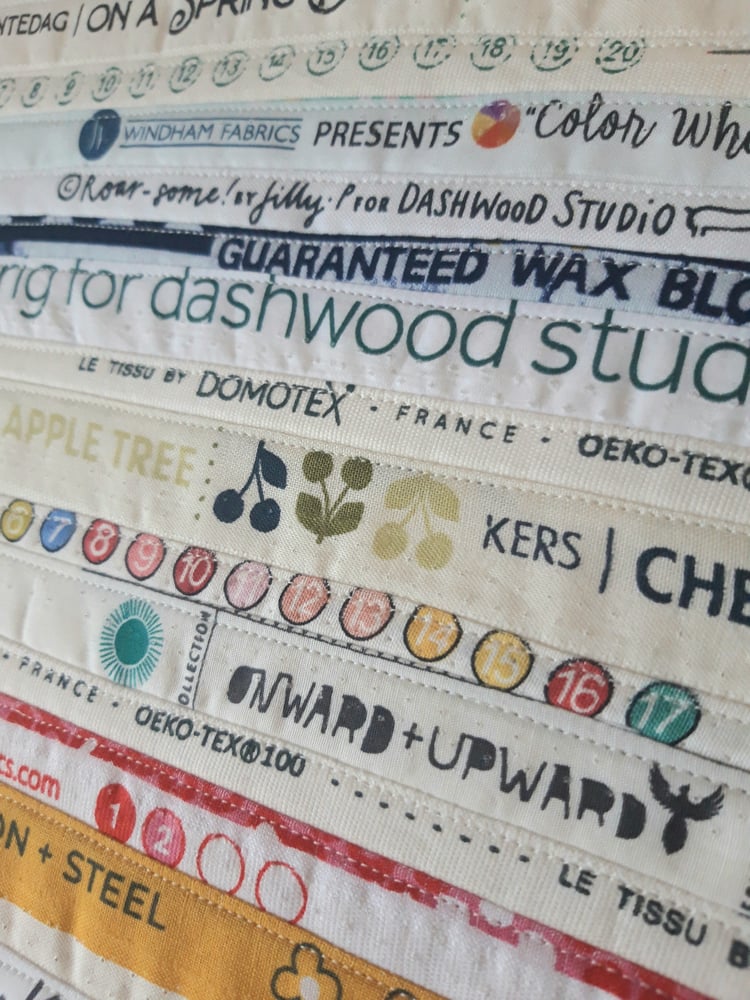 NTEDAG | ON A SPRING
7 8 9 10 11 12 13 14 15 16 17 18 19 20
WINDHAM FABRICS PRESENTS "Color Whe
©Roar-some! by Jilly.P FOR DASHWOOD STUDIO
GUARANTEED WAX BLO
rig for dashwood stud
LE TISSU BY DOMOTEX · FRANCE · OEKO-TEX®
APPLE TREE KERS | CHE
6 7 8 9 10 11 12 13 14 15 16 17
OLLECTION ONWARD+UPWARD
· FRANCE · OEKO-TEX®100 LE TISSU B
cs.com 1 2
ON + STEEL